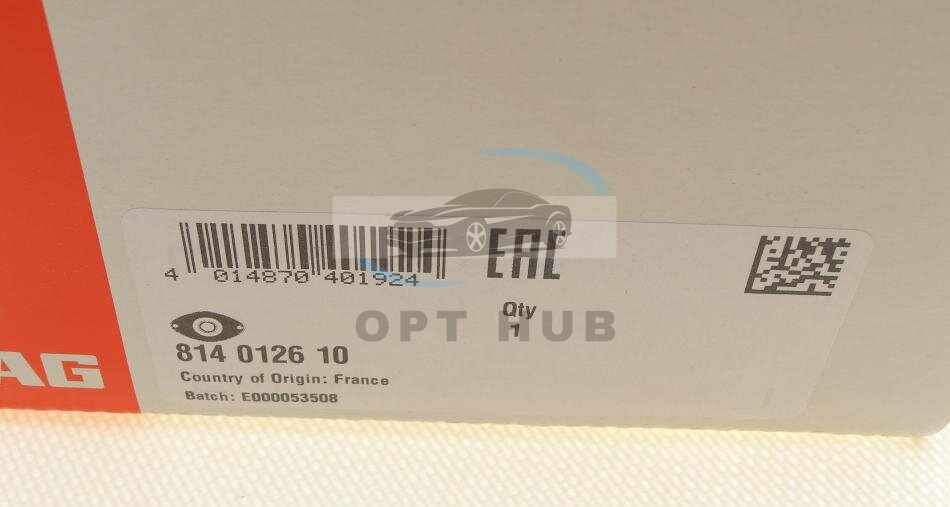 4 014870 401924
EAC
Qty
1
OPT HUB
814 0126 10
Country of Origin: France
Batch: E000053508
AG